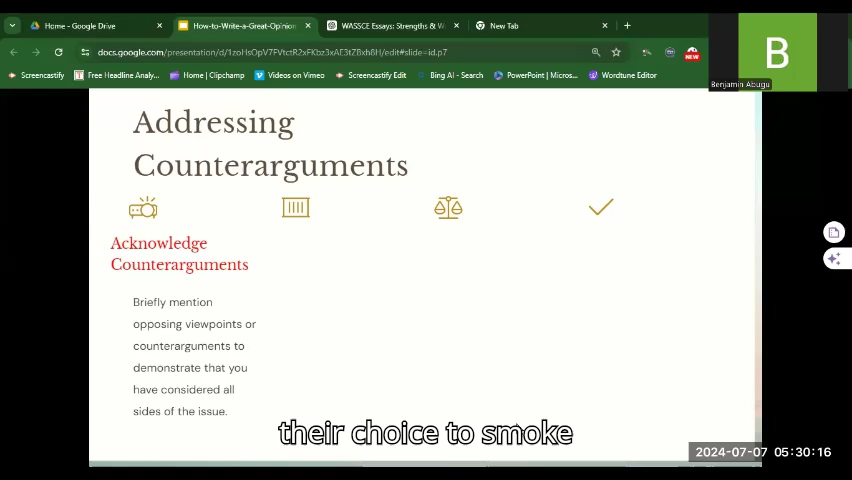 Home - Google Drive
How-to-Write-a-Great-Opinion
WASSCE Essays: Strengths & W
New Tab
docs.google.com/presentation/d/1zoHsOpV7FVtctR2xFKbz3xAE3tZBxh8H/edit#slide=id.p7
NEW
Screencastify
Free Headline Analy...
Home | Clipchamp
Videos on Vimeo
Screencastify Edit
Bing AI - Search
PowerPoint | Micros...
Wordtune Editor
B
Benjamin Abugu
Addressing
Counterarguments
Acknowledge
Counterarguments
Briefly mention
opposing viewpoints or
counterarguments to
demonstrate that you
have considered all
sides of the issue.
their choice to smoke
2024-07-07 05:30:16